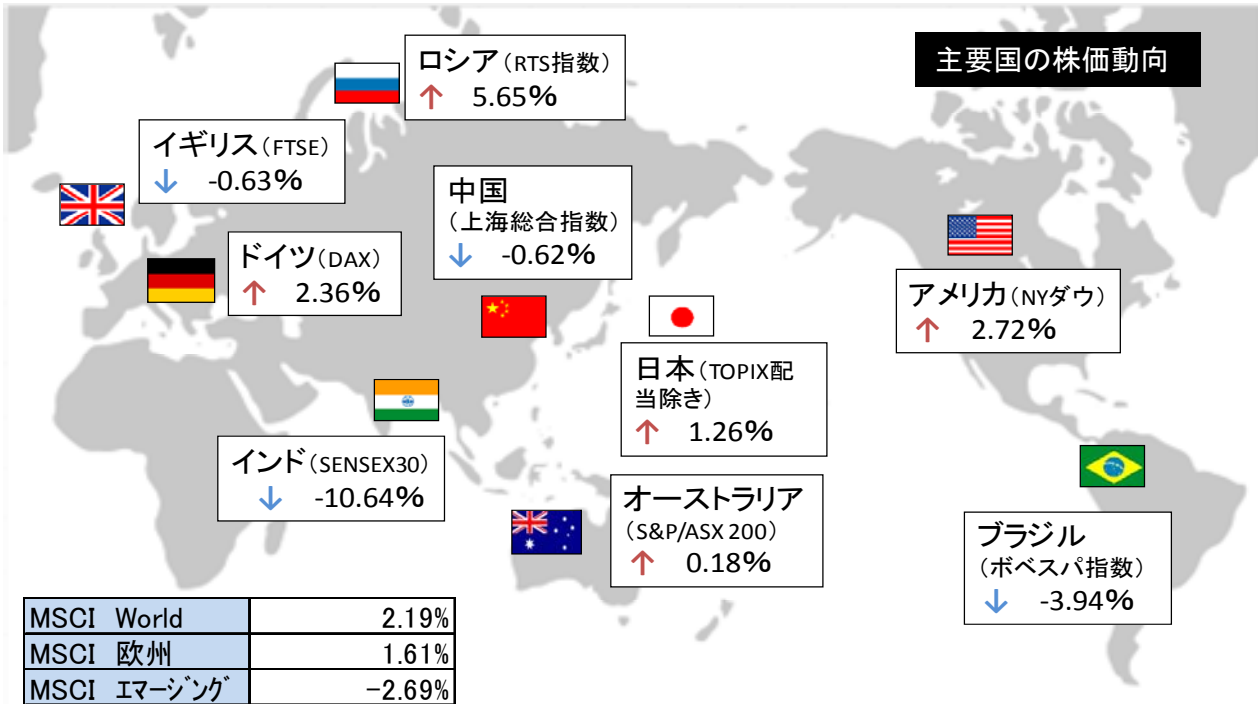 主要国の株価動向
ロシア(RTS指数)
↑ 5.65%
イギリス(FTSE)
↓ -0.63%
中国
(上海総合指数)
↓ -0.62%
ドイツ(DAX)
↑ 2.36%
アメリカ(NYダウ)
↑ 2.72%
日本(TOPIX配
当除き)
↑ 1.26%
インド(SENSEX30)
↓ -10.64%
オーストラリア
(S&P/ASX 200)
↑ 0.18%
ブラジル
(ボベスパ指数)
↓ -3.94%
MSCI World 2.19%
MSCI 欧州 1.61%
MSCI ｴﾏｰｼﾞﾝｸﾞ -2.69%